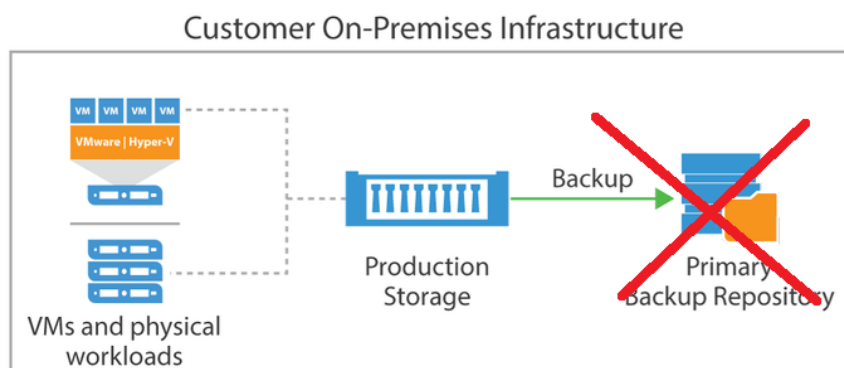 Customer On-Premises Infrastructure
VM VM VM VM
VMware | Hyper-V
Backup
Production
Storage
Primary
Backup Repository
VMs and physical
workloads